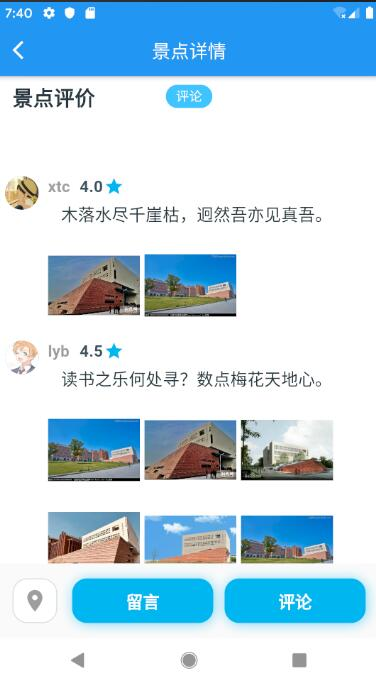 7:40
景点详情
景点评价
评论
xtc 4.0
木落水尽千崖枯，迥然吾亦见真吾。
lyb 4.5
读书之乐何处寻？数点梅花天地心。
留言
评论